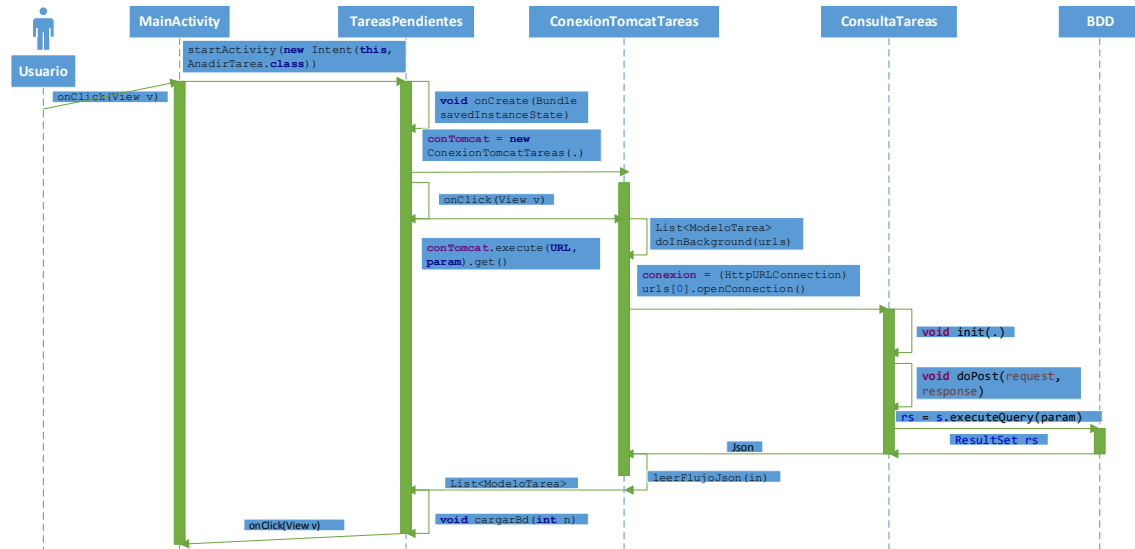 MainActivity
TareasPendientes
ConexionTomcatTareas
ConsultaTareas
BDD
Usuario
startActivity(new Intent(this,
AnadirTarea.class))
onClick(View v)
void onCreate(Bundle
savedInstanceState)
conTomcat = new
ConexionTomcatTareas(.)
onClick(View v)
List<ModeloTarea>
doInBackground(urls)
conTomcat.execute(URL,
param).get()
conexion = (HttpURLConnection)
urls[0].openConnection()
void init(.)
void doPost(request,
response)
rs = s.executeQuery(param)
ResultSet rs
Json
leerFlujoJson(in)
List<ModeloTarea>
void cargarBd(int n)
onClick(View v)